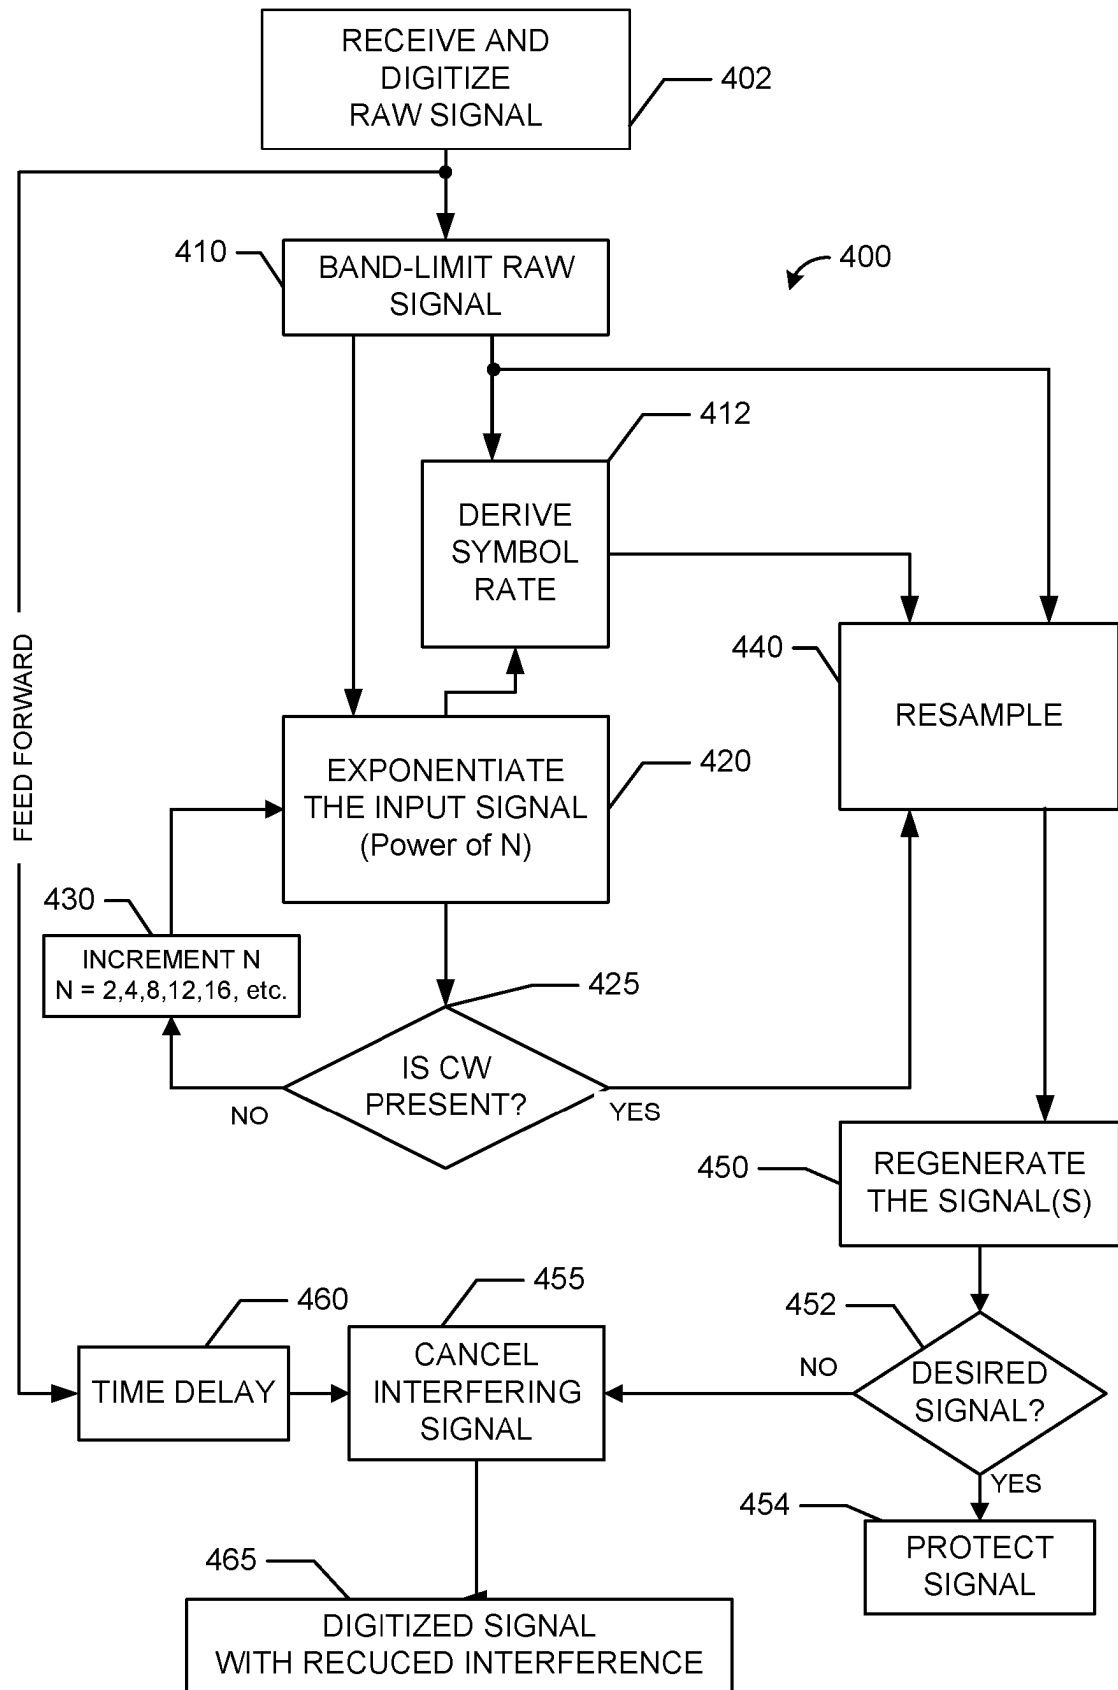 RECEIVE AND
DIGITIZE
RAW SIGNAL
402
410
BAND-LIMIT RAW
SIGNAL
400
412
DERIVE
SYMBOL
RATE
FEED FORWARD
440
RESAMPLE
EXPONENTIATE
THE INPUT SIGNAL
(Power of N)
420
430
INCREMENT N
N = 2,4,8,12,16, etc.
425
IS CW
PRESENT?
NO
YES
450
REGENERATE
THE SIGNAL(S)
455
460
452
CANCEL
INTERFERING
SIGNAL
TIME DELAY
NO
DESIRED
SIGNAL?
YES
454
PROTECT
SIGNAL
465
DIGITIZED SIGNAL
WITH RECUCED INTERFERENCE